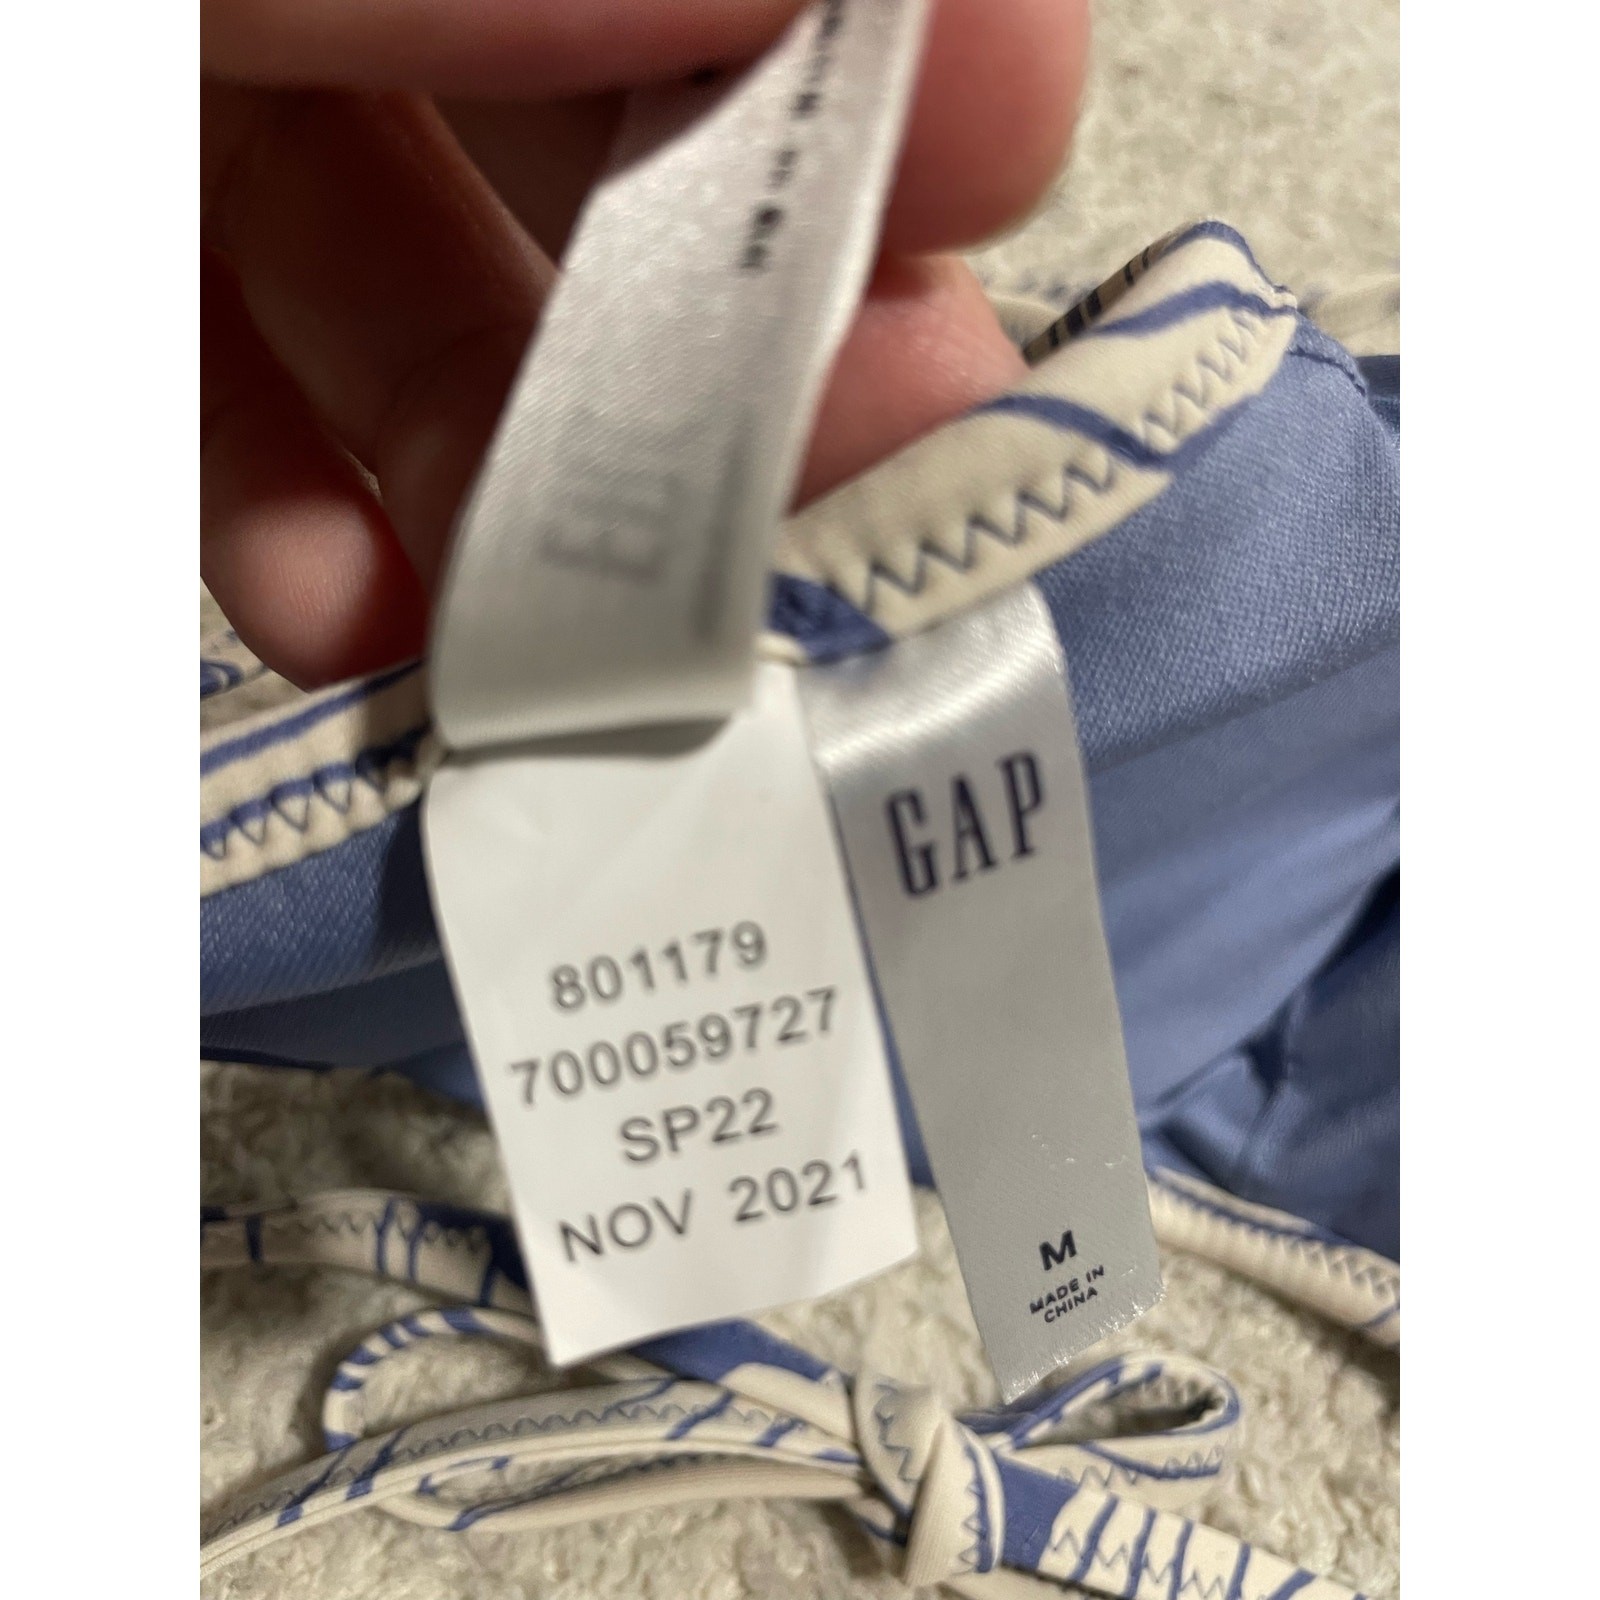 801179
700059727
SP22
NOV 2021
GAP
M
MADE IN
CHINA